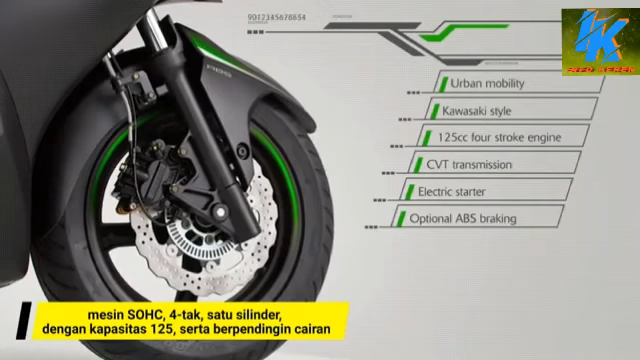 9012345678654
ABS
Urban mobility
Kawasaki style
125cc four stroke engine
CVT transmission
Electric starter
Optional ABS braking
mesin SOHC, 4-tak, satu silinder,
dengan kapasitas 125, serta berpendingin cairan